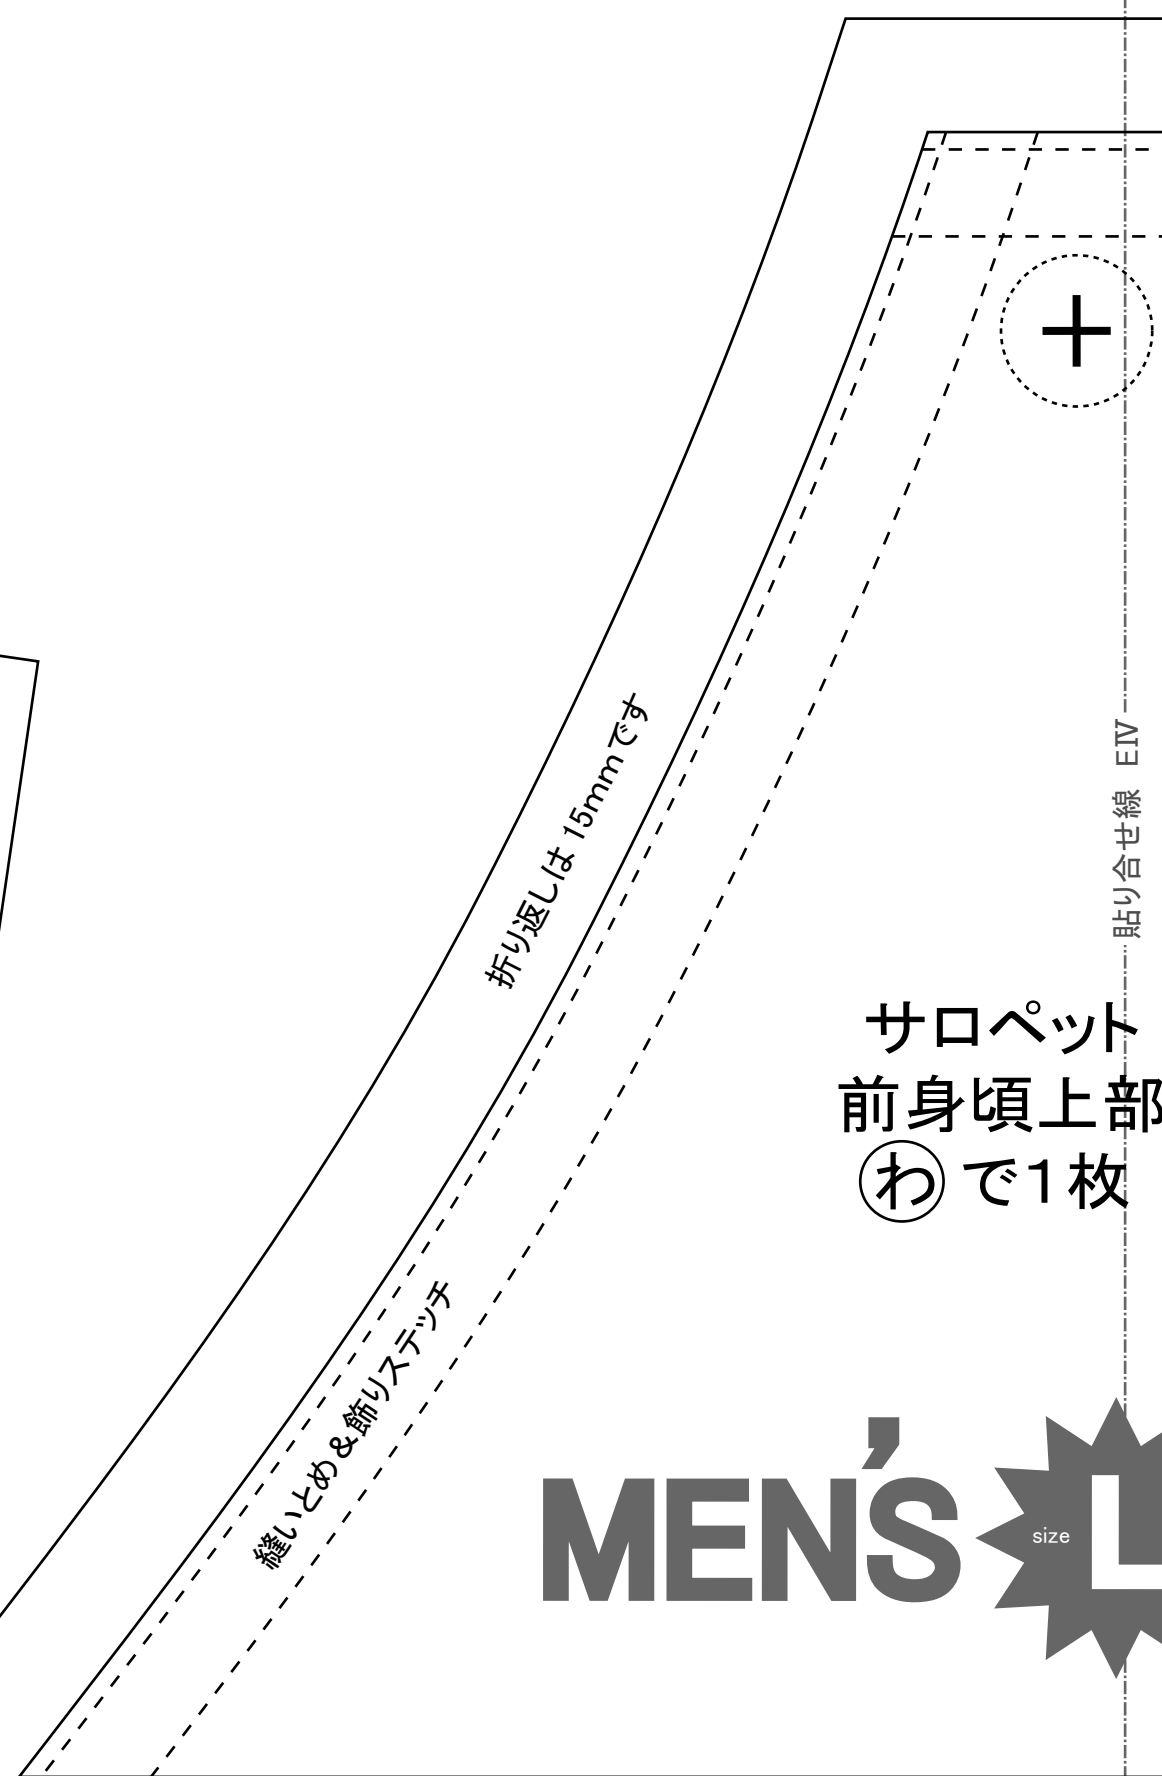 折り返しは 15mmです
貼り合せ線 EⅣ
サロペット
前身頃上部
わ で1枚
縫いとめ&飾りステッチ
MEN'S
size
L